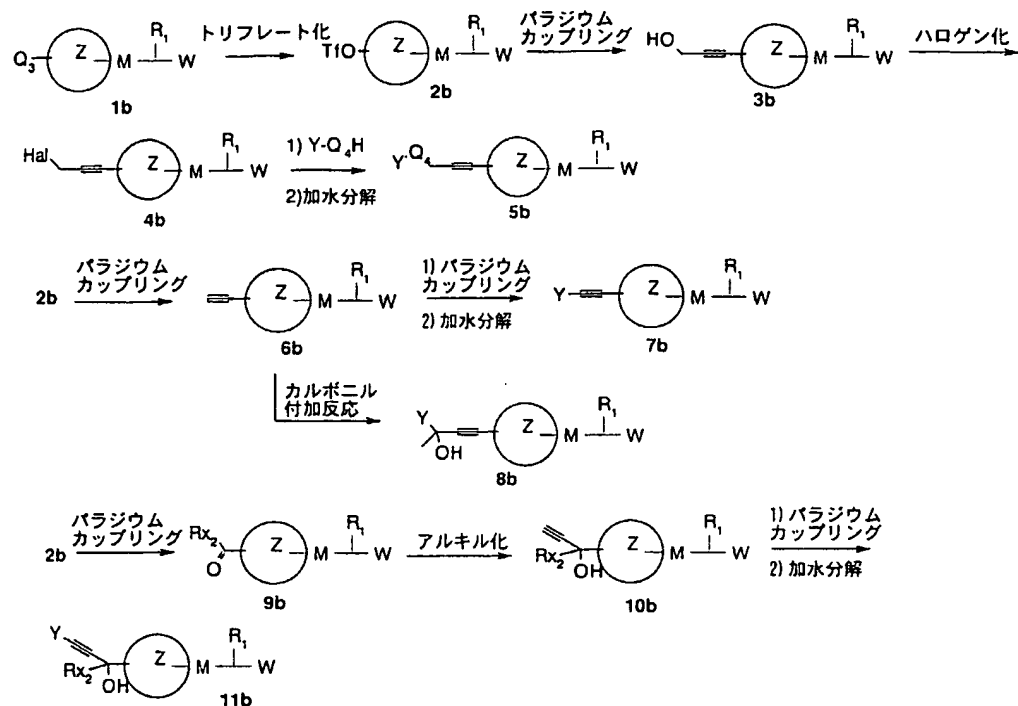 Q₃ Z M R₁ W
1b
トリフレート化
TfO Z M R₁ W
2b
パラジウム
カップリング
HO Z M R₁ W
3b
ハロゲン化
Hal Z M R₁ W
4b
1) Y-Q₄H
2)加水分解
Y Q₄ Z M R₁ W
5b
2b
パラジウム
カップリング
Z M R₁ W
6b
1) パラジウム
カップリング
2) 加水分解
Y Z M R₁ W
7b
カルボニル
付加反応
Y OH Z M R₁ W
8b
2b
パラジウム
カップリング
Rx₂ O Z M R₁ W
9b
アルキル化
Rx₂ OH Z M R₁ W
10b
1) パラジウム
カップリング
2) 加水分解
Y Rx₂ OH Z M R₁ W
11b